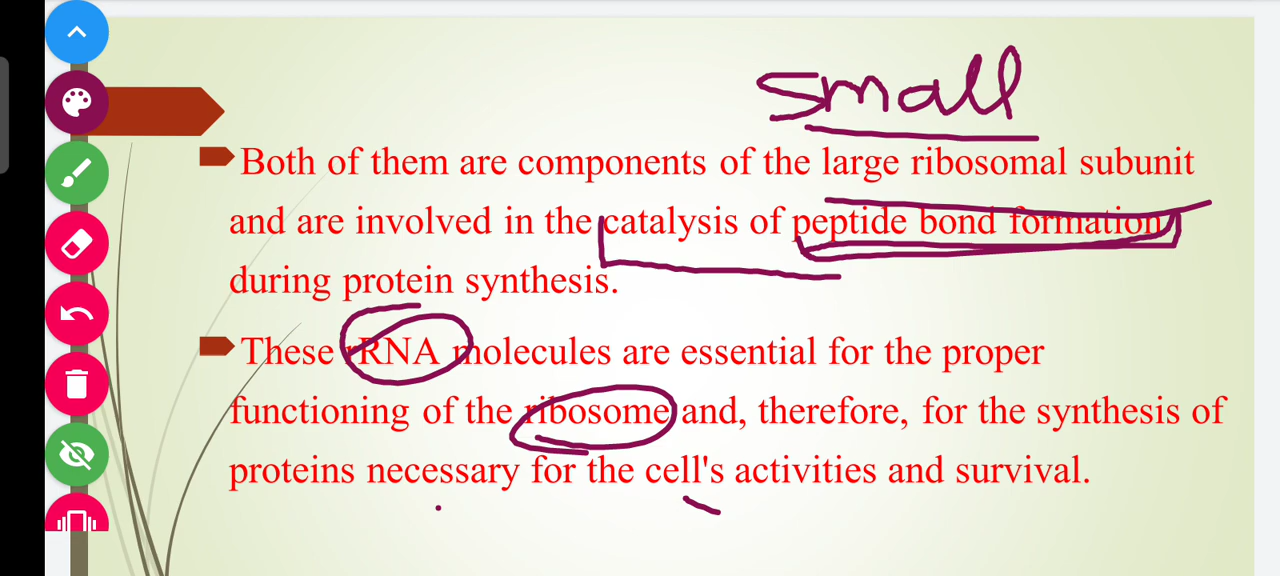 small
Both of them are components of the large ribosomal subunit
and are involved in the catalysis of peptide bond formation
during protein synthesis.
These rRNA molecules are essential for the proper
functioning of the ribosome and, therefore, for the synthesis of
proteins necessary for the cell's activities and survival.